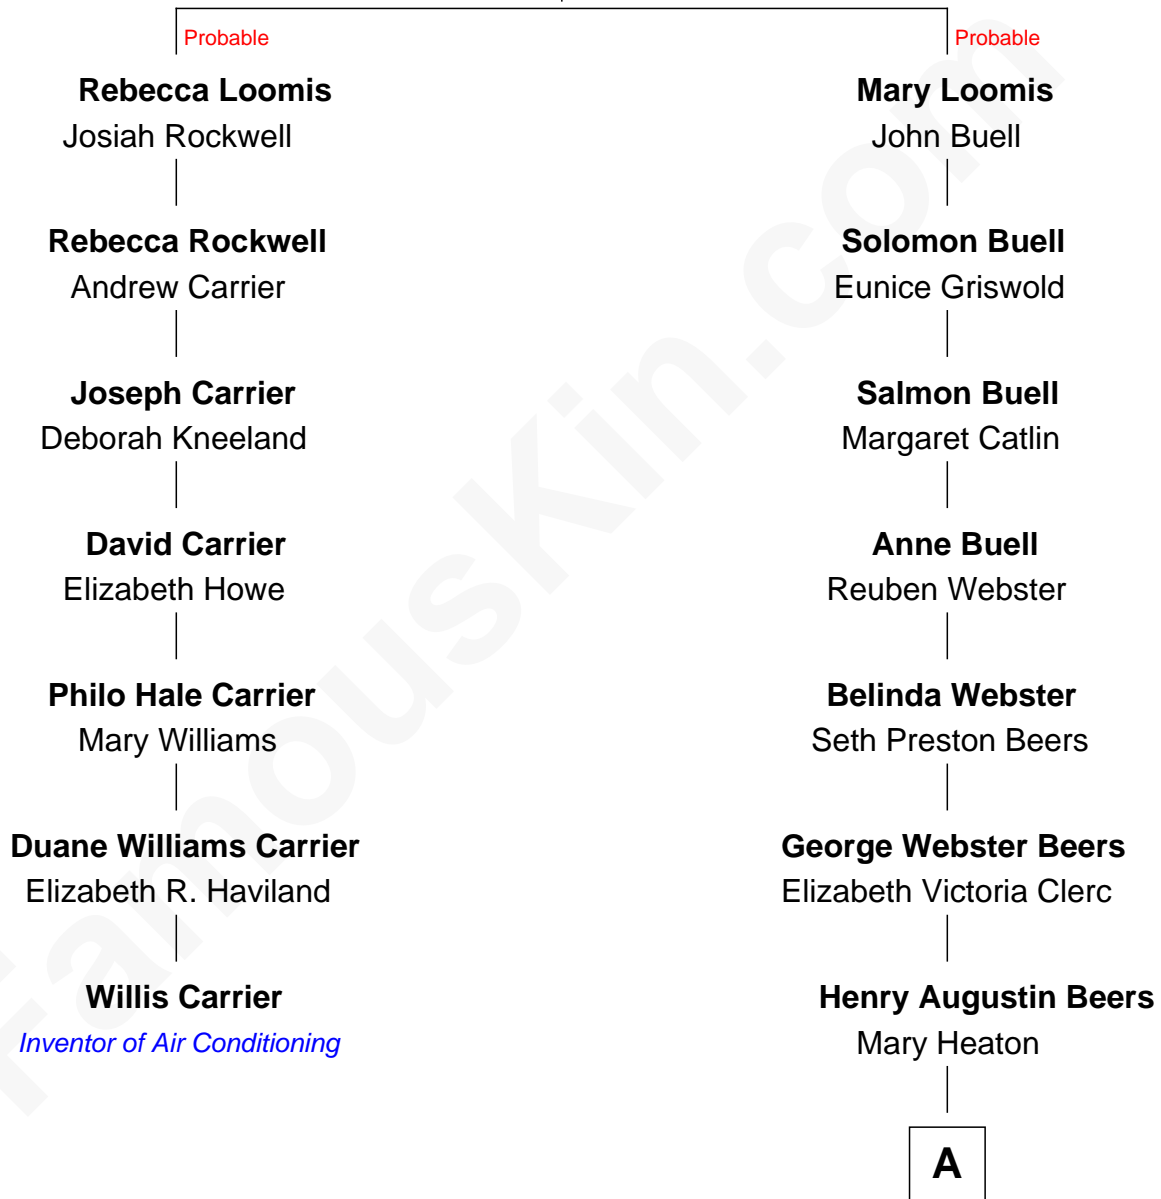 Probable
Rebecca Loomis
Josiah Rockwell
Rebecca Rockwell
Andrew Carrier
Joseph Carrier
Deborah Kneeland
David Carrier
Elizabeth Howe
Philo Hale Carrier
Mary Williams
Duane Williams Carrier
Elizabeth R. Haviland
Willis Carrier
Inventor of Air Conditioning
Probable
Mary Loomis
John Buell
Solomon Buell
Eunice Griswold
Salmon Buell
Margaret Catlin
Anne Buell
Reuben Webster
Belinda Webster
Seth Preston Beers
George Webster Beers
Elizabeth Victoria Clerc
Henry Augustin Beers
Mary Heaton
A
FamousKin.com